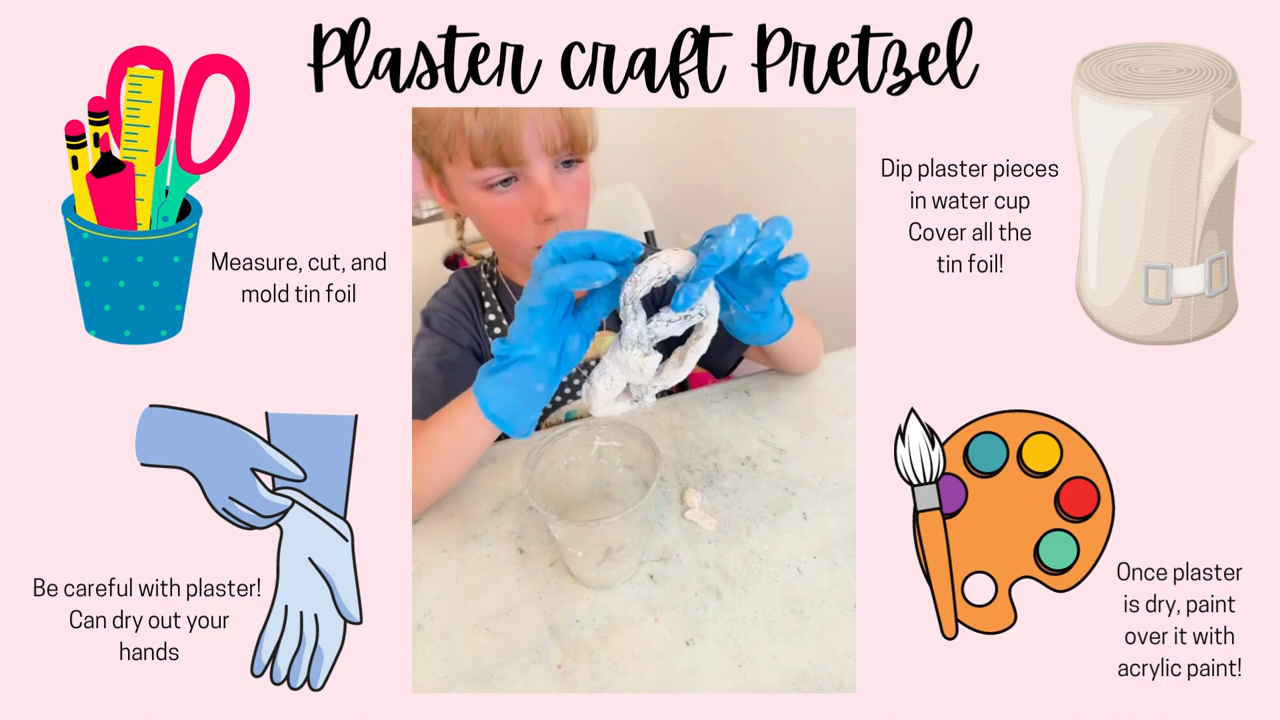 Plaster craft Pretzel
Measure, cut, and
mold tin foil
Dip plaster pieces
in water cup
Cover all the
tin foil!
Be careful with plaster!
Can dry out your
hands
Once plaster
is dry, paint
over it with
acrylic paint!